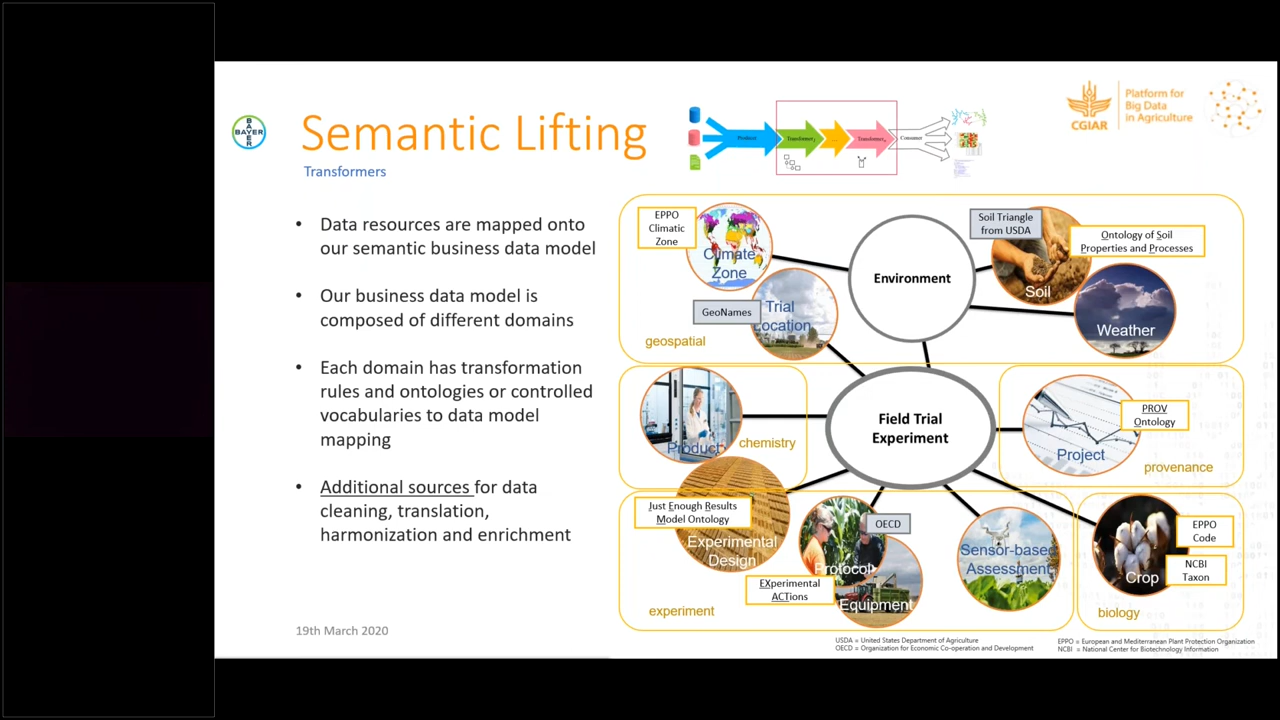 BAYER
BAYER
Semantic Lifting
Transformers
Producer
Transformer
...
Transformer
Consumer
CGIAR
Platform for
Big Data
in Agriculture
• Data resources are mapped onto
our semantic business data model
• Our business data model is
composed of different domains
• Each domain has transformation
rules and ontologies or controlled
vocabularies to data model
mapping
• Additional sources for data
cleaning, translation,
harmonization and enrichment
19th March 2020
EPPO
Climatic
Zone
Climate
Zone
GeoNames
Trial
Location
geospatial
Environment
Soil Triangle
from USDA
Ontology of Soil
Properties and Processes
Soil
Weather
Product
chemistry
Field Trial
Experiment
PROV
Ontology
Project
provenance
Just Enough Results
Model Ontology
Experimental
Design
OECD
Protocol
EXperimental
ACTions
Equipment
experiment
Sensor-based
Assessment
EPPO
Code
NCBI
Taxon
Crop
biology
USDA = United States Department of Agriculture
OECD = Organization for Economic Co-operation and Development
EPPO = European and Mediterranean Plant Protection Organization
NCBI = National Center for Biotechnology Information